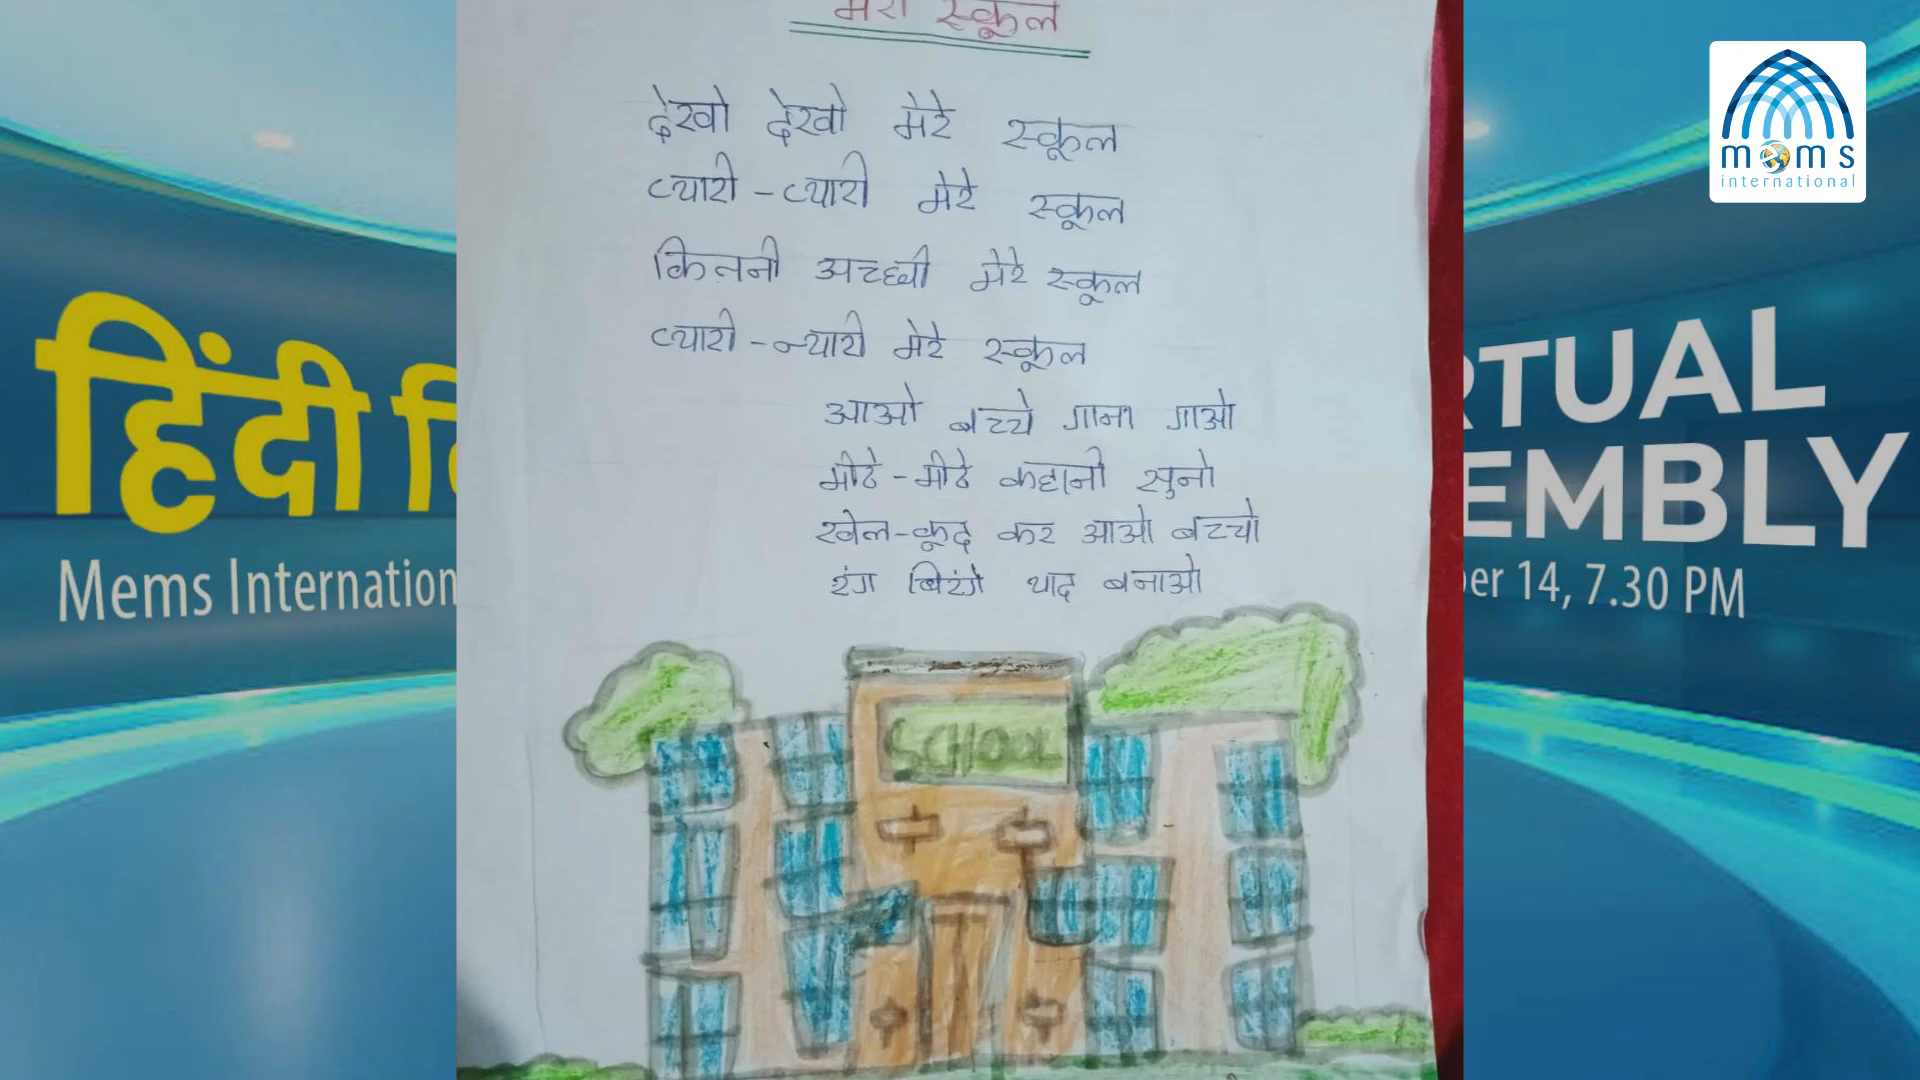 मेरा स्कूल
देखो देखो मेरे स्कूल
प्यारी - प्यारी मेरे स्कूल
कितनी अच्छी मेरे स्कूल
प्यारी - न्यारी मेरे स्कूल
आओ बच्चे गाना गाओ
मीठे - मीठे कहानी सुनो
खेल - कूद कर आओ बच्चो
रंग बिरंगे याद बनाओ
SCHOOL
हिंदी
Mems Internation
RTUAL
EMBLY
er 14, 7.30 PM
mems
international